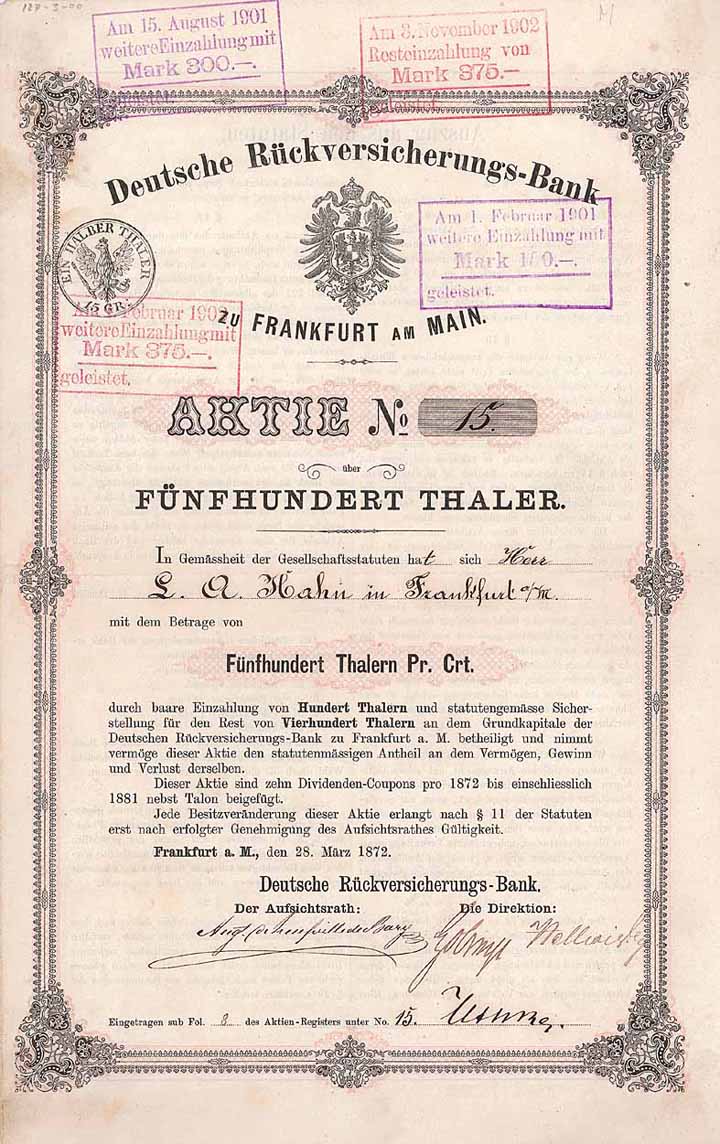 Am 15. August 1901
weitere Einzahlung mit
Mark 300.—.
geleistet.
Am 3. November 1902
Resteinzahlung von
Mark 375.—
geleistet.
Deutsche Rückversicherungs-Bank
Am 1. Februar 1901
weitere Einzahlung mit
Mark 150.—.
geleistet.
EIN HALBER THALER
15 GR.
ZU FRANKFURT AM MAIN.
Februar 1902
weitere Einzahlung mit
Mark 375.—.
geleistet.
AKTIE No 15.
über
FÜNFHUNDERT THALER.
In Gemässheit der Gesellschaftsstatuten hat sich Herr
L. A. Hahn in Frankfurt a/M.
mit dem Betrage von
Fünfhundert Thalern Pr. Crt.
durch baare Einzahlung von Hundert Thalern und statutengemässe Sicher-
stellung für den Rest von Vierhundert Thalern an dem Grundkapitale der
Deutschen Rückversicherungs-Bank zu Frankfurt a. M. betheiligt und nimmt
vermöge dieser Aktie den statutenmässigen Antheil an dem Vermögen, Gewinn
und Verlust derselben.
Dieser Aktie sind zehn Dividenden-Coupons pro 1872 bis einschliesslich
1881 nebst Talon beigefügt.
Jede Besitzveränderung dieser Aktie erlangt nach § 11 der Statuten
erst nach erfolgter Genehmigung des Aufsichtsrathes Gültigkeit.
Frankfurt a. M., den 28. März 1872.
Deutsche Rückversicherungs-Bank.
Der Aufsichtsrath: Die Direktion:
Eingetragen sub Fol. 8 des Aktien-Registers unter No. 15.